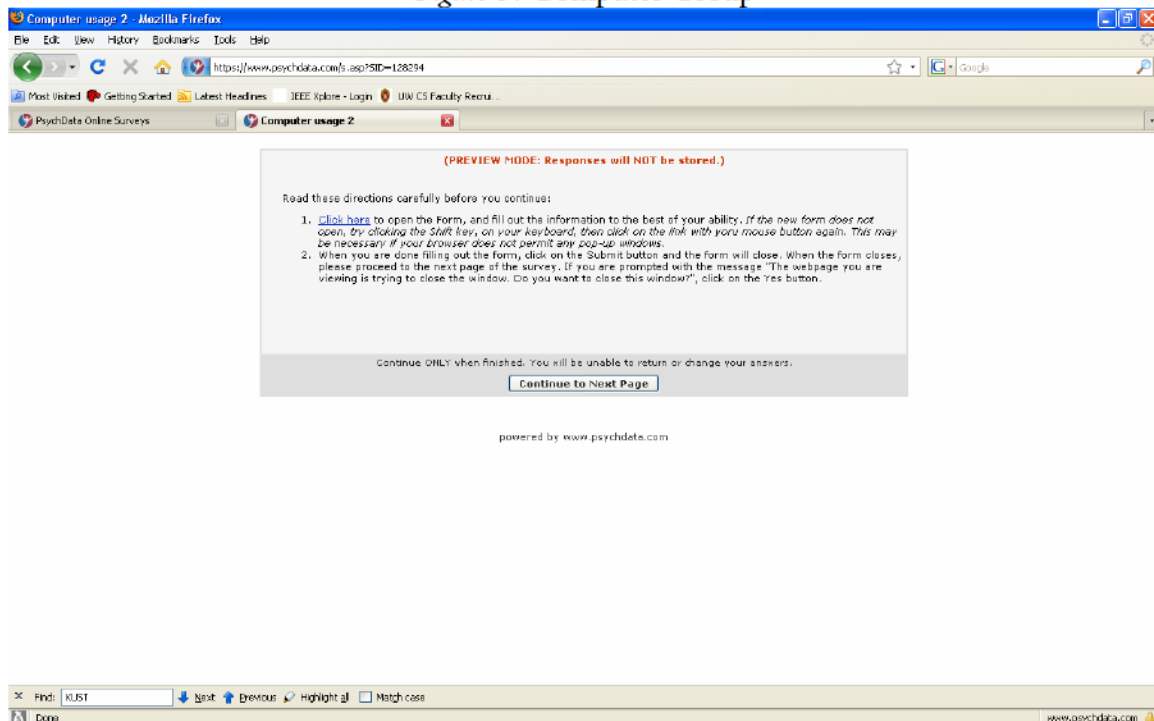 Computer usage 2 - Mozilla Firefox
File Edit View History Bookmarks Tools Help
https://www.psychdata.com/s.asp?SID=128294 Google
Most Visited Getting Started Latest Headlines IEEE Xplore - Login UW CS Faculty Recrui...
PsychData Online Surveys Computer usage 2
(PREVIEW MODE: Responses will NOT be stored.)
Read these directions carefully before you continue:
1. Click here to open the Form, and fill out the information to the best of your ability. If the new form does not
open, try clicking the Shift key, on your keyboard, then click on the link with yoru mouse button again. This may
be necessary if your browser does not permit any pop-up windows.
2. When you are done filling out the form, click on the Submit button and the form will close. When the form closes,
please proceed to the next page of the survey. If you are prompted with the message "The webpage you are
viewing is trying to close the window. Do you want to close this window?", click on the Yes button.
Continue ONLY when finished. You will be unable to return or change your answers.
Continue to Next Page
powered by www.psychdata.com
Find: KUST Next Previous Highlight all Match case
Done www.psychdata.com